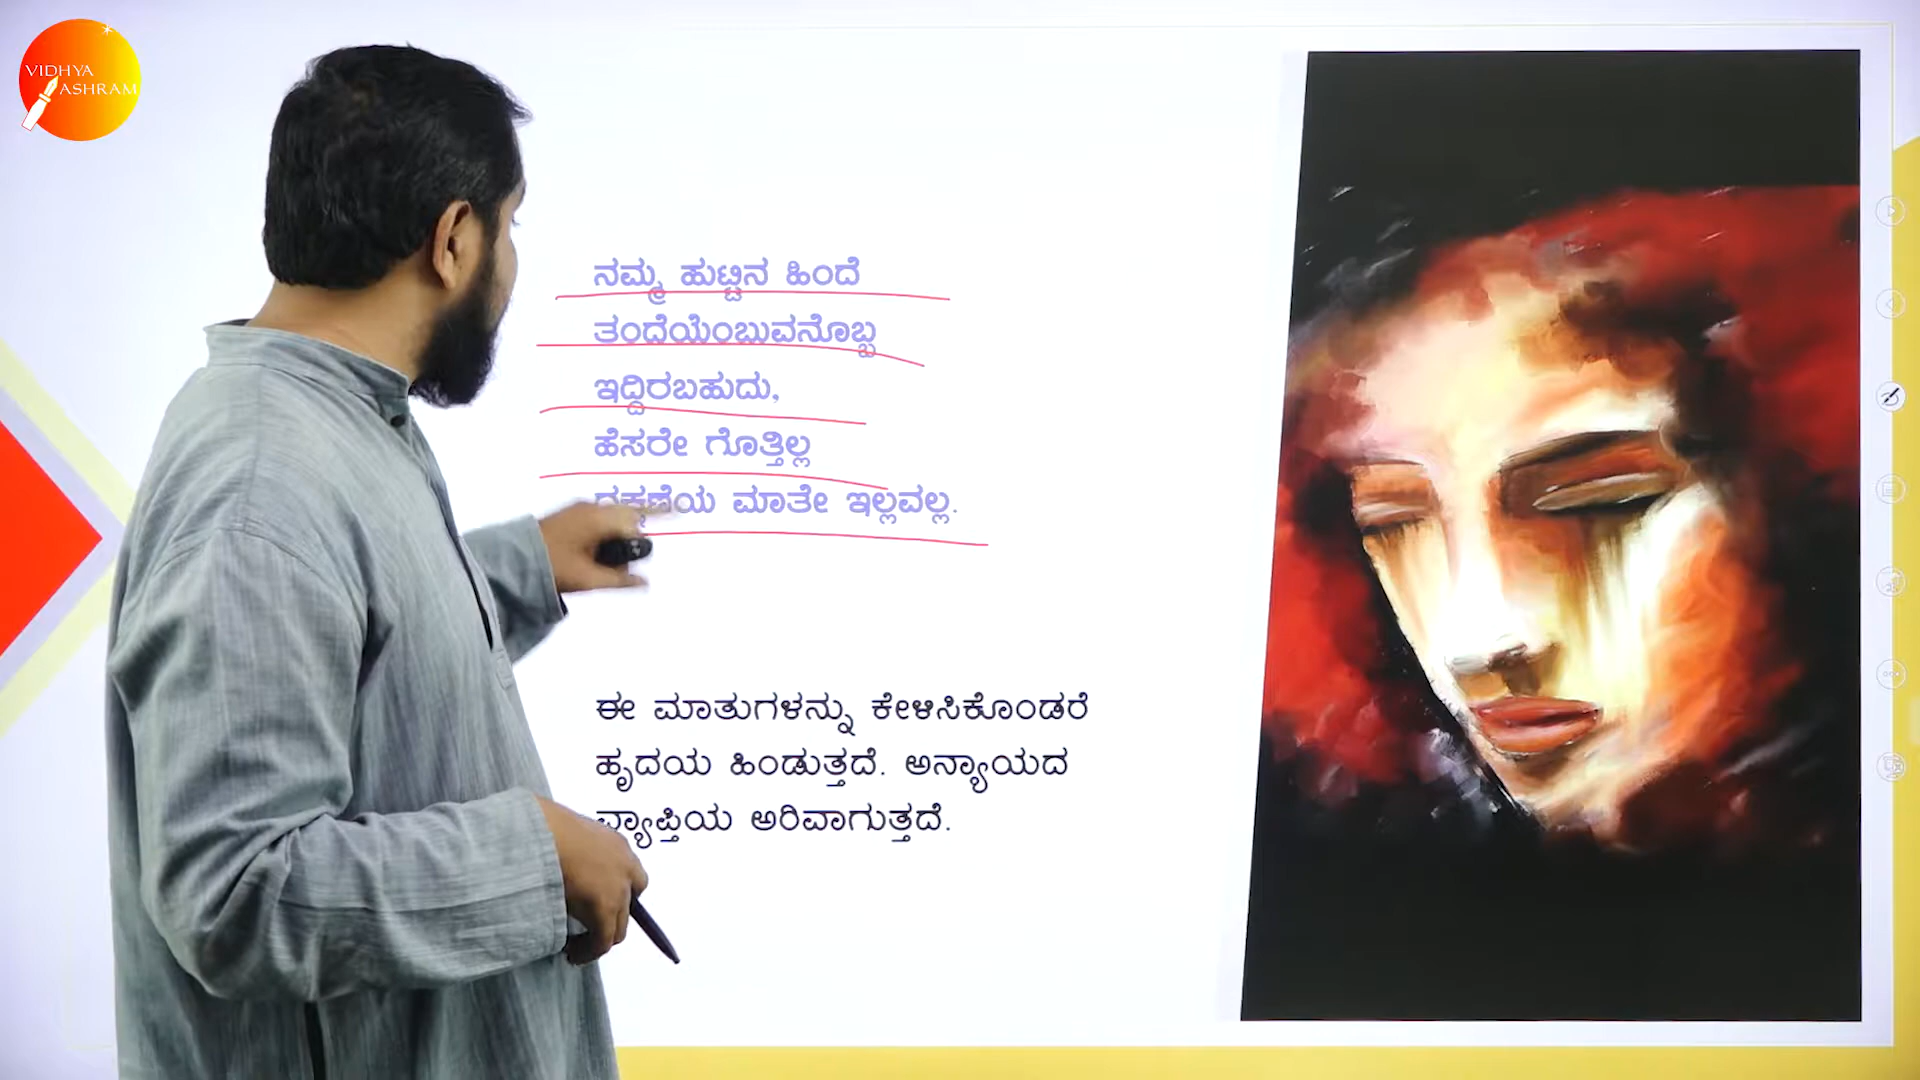 VIDHYA
ASHRAM
ನಮ್ಮ ಹುಟ್ಟಿನ ಹಿಂದೆ
ತಂದೆಯೆಂಬುವನೊಬ್ಬ
ಇದ್ದಿರಬಹುದು,
ಹೆಸರೇ ಗೊತ್ತಿಲ್ಲ
ಮಾತೇ ಇಲ್ಲವಲ್ಲ.
ಈ ಮಾತುಗಳನ್ನು ಕೇಳಿಸಿಕೊಂಡರೆ
ಹೃದಯ ಹಿಂಡುತ್ತದೆ. ಅನ್ಯಾಯದ
ವ್ಯಾಪ್ತಿಯ ಅರಿವಾಗುತ್ತದೆ.